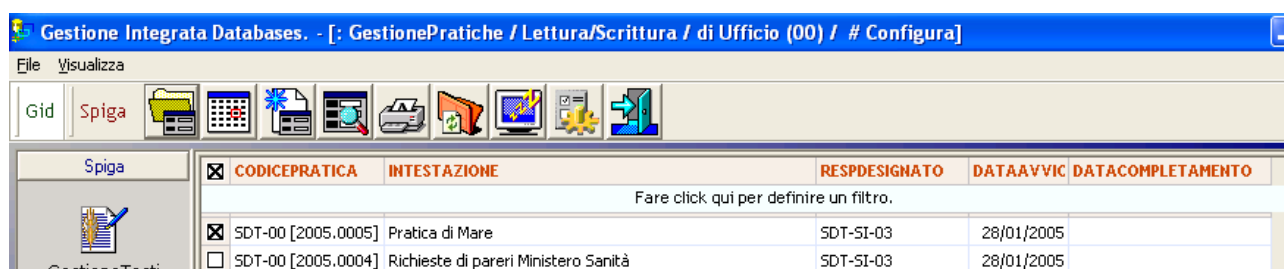 Gestione Integrata Databases. - [: GestionePratiche / Lettura/Scrittura / di Ufficio (00) / # Configura]
File Visualizza
Gid Spiga
Spiga
CODICEPRATICA INTESTAZIONE RESPDESIGNATO DATAAVVIC DATACOMPLETAMENTO
Fare click qui per definire un filtro.
SDT-00 [2005.0005] Pratica di Mare SDT-SI-03 28/01/2005
SDT-00 [2005.0004] Richieste di pareri Ministero Sanità SDT-SI-03 28/01/2005
GestioneTesti